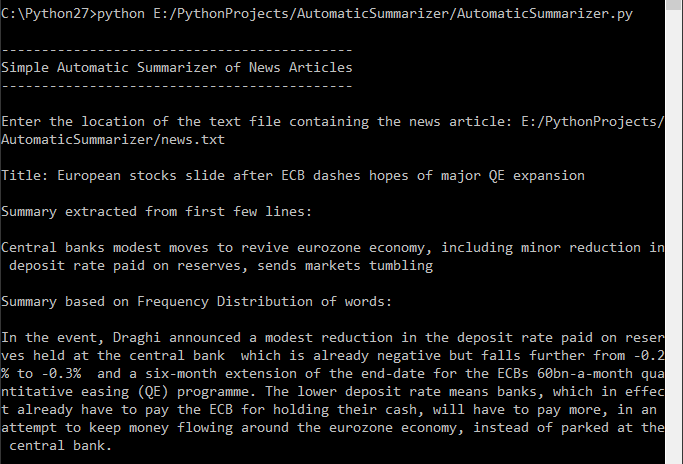 C:\Python27>python E:/PythonProjects/AutomaticSummarizer/AutomaticSummarizer.py
--------------------------------------------
Simple Automatic Summarizer of News Articles
--------------------------------------------
Enter the location of the text file containing the news article: E:/PythonProjects/
AutomaticSummarizer/news.txt
Title: European stocks slide after ECB dashes hopes of major QE expansion
Summary extracted from first few lines:
Central banks modest moves to revive eurozone economy, including minor reduction in
 deposit rate paid on reserves, sends markets tumbling
Summary based on Frequency Distribution of words:
In the event, Draghi announced a modest reduction in the deposit rate paid on reser
ves held at the central bank  which is already negative but falls further from -0.2
% to -0.3%  and a six-month extension of the end-date for the ECBs 60bn-a-month qua
ntitative easing (QE) programme. The lower deposit rate means banks, which in effec
t already have to pay the ECB for holding their cash, will have to pay more, in an
attempt to keep money flowing around the eurozone economy, instead of parked at the
 central bank.